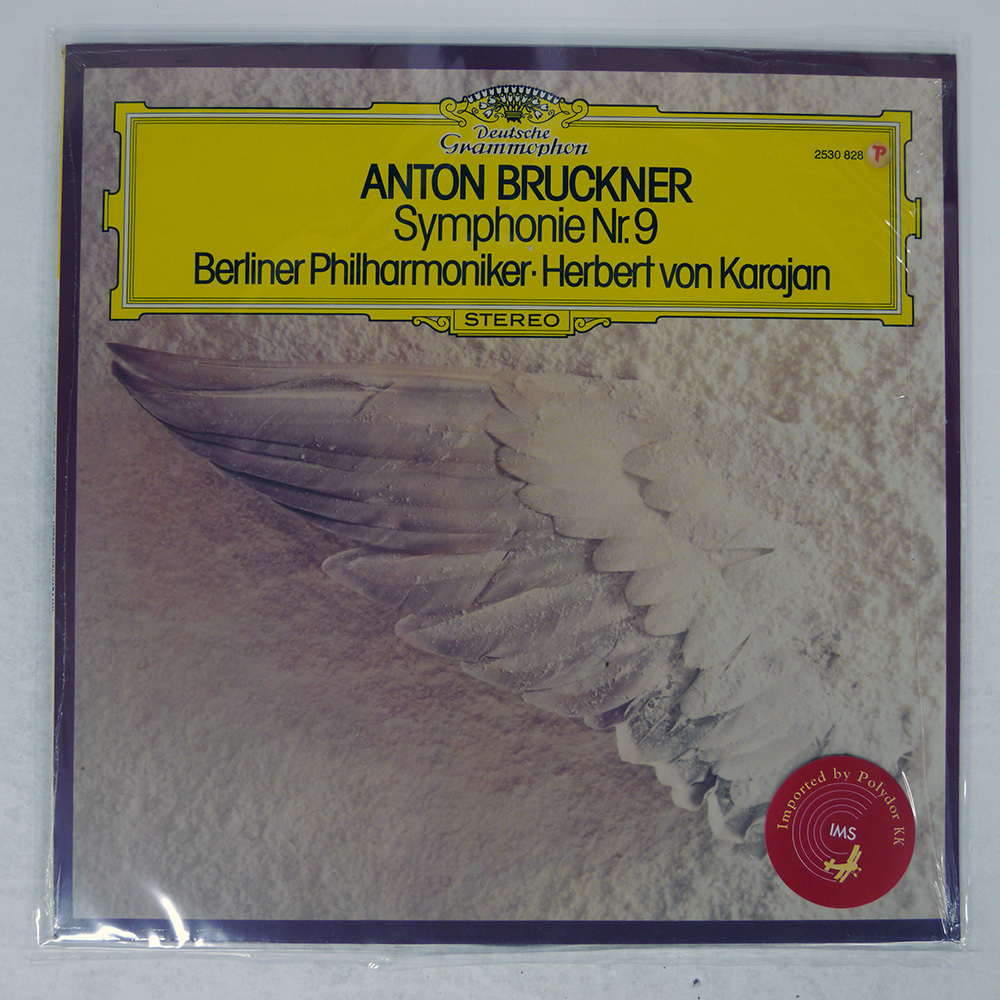 Deutsche
Grammophon
2530 828 P
ANTON BRUCKNER
Symphonie Nr. 9
Berliner Philharmoniker · Herbert von Karajan
STEREO
Imported by Polydor KK
IMS